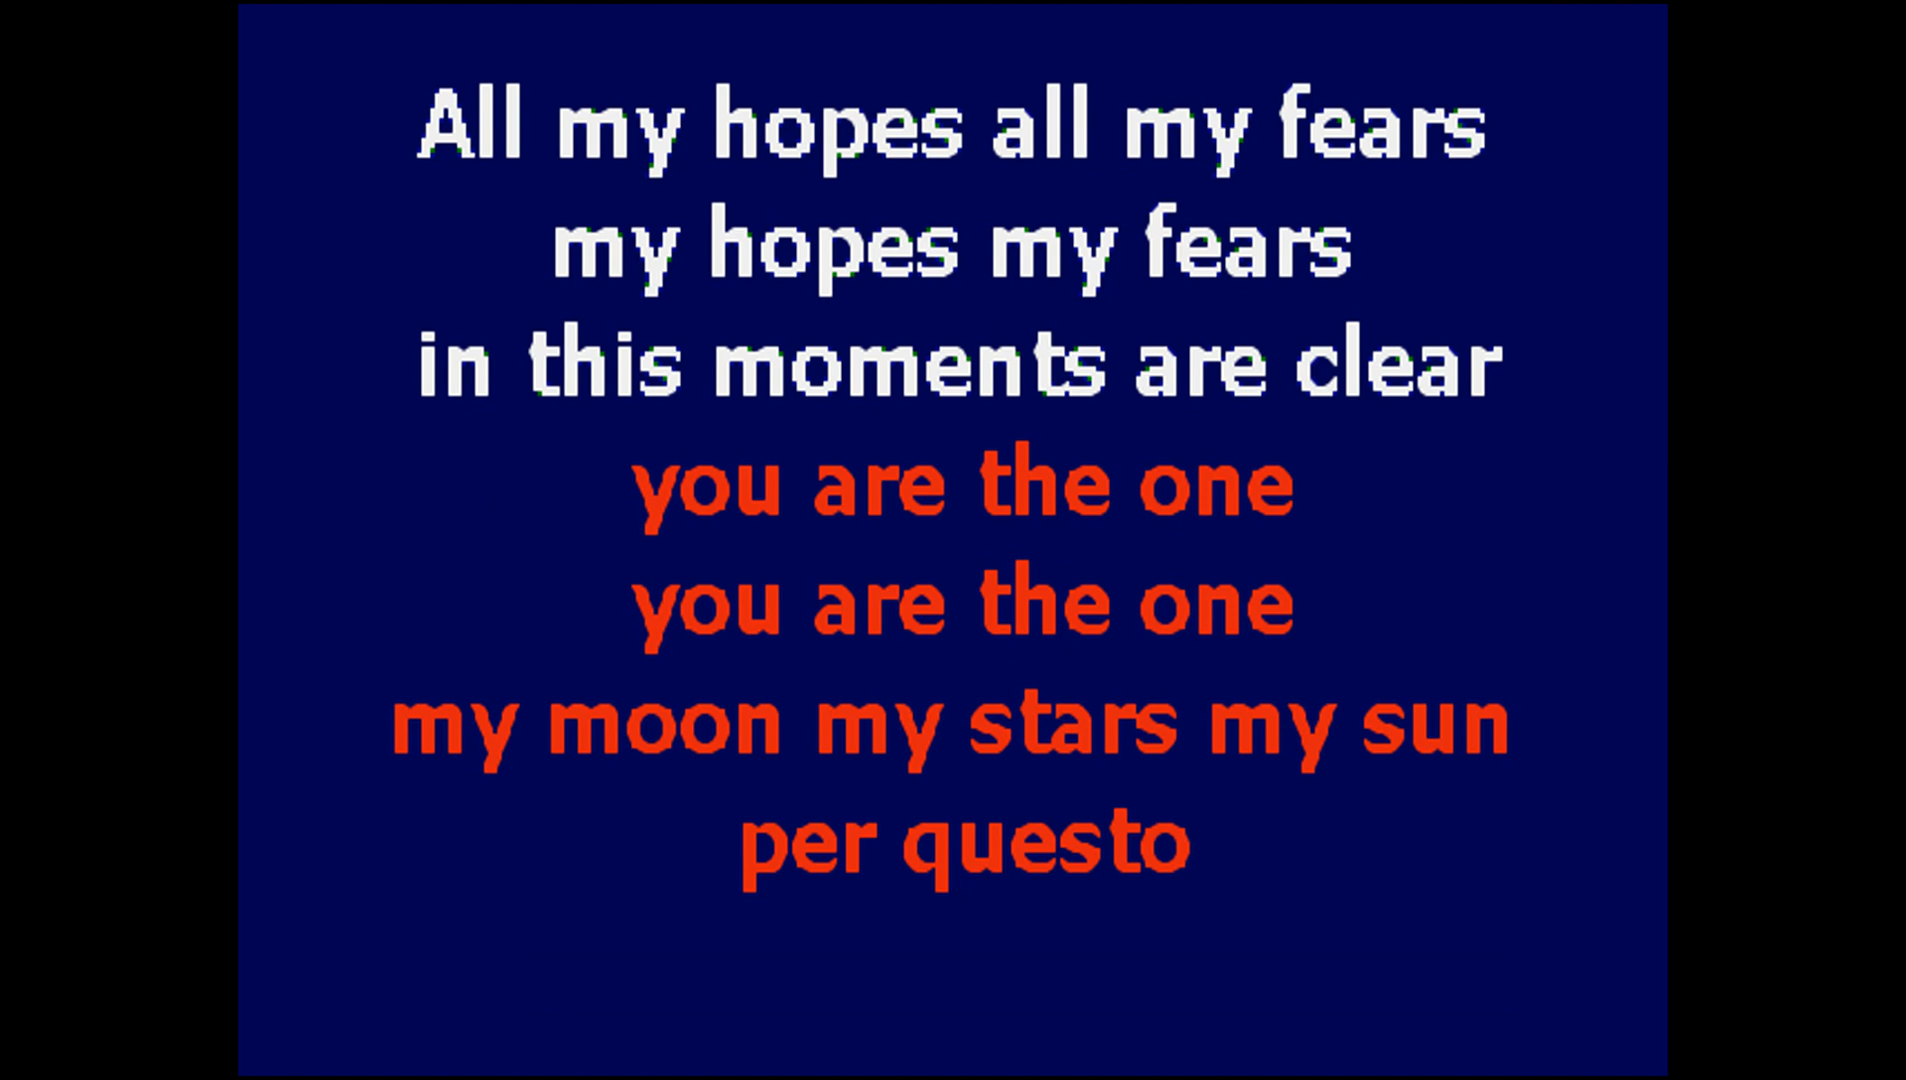 All my hopes all my fears
my hopes my fears
in this moments are clear
you are the one
you are the one
my moon my stars my sun
per questo